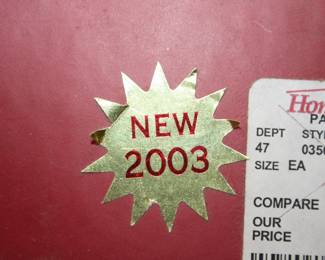 NEW
2003
DEPT
47
SIZE EA
COMPARE
OUR
PRICE